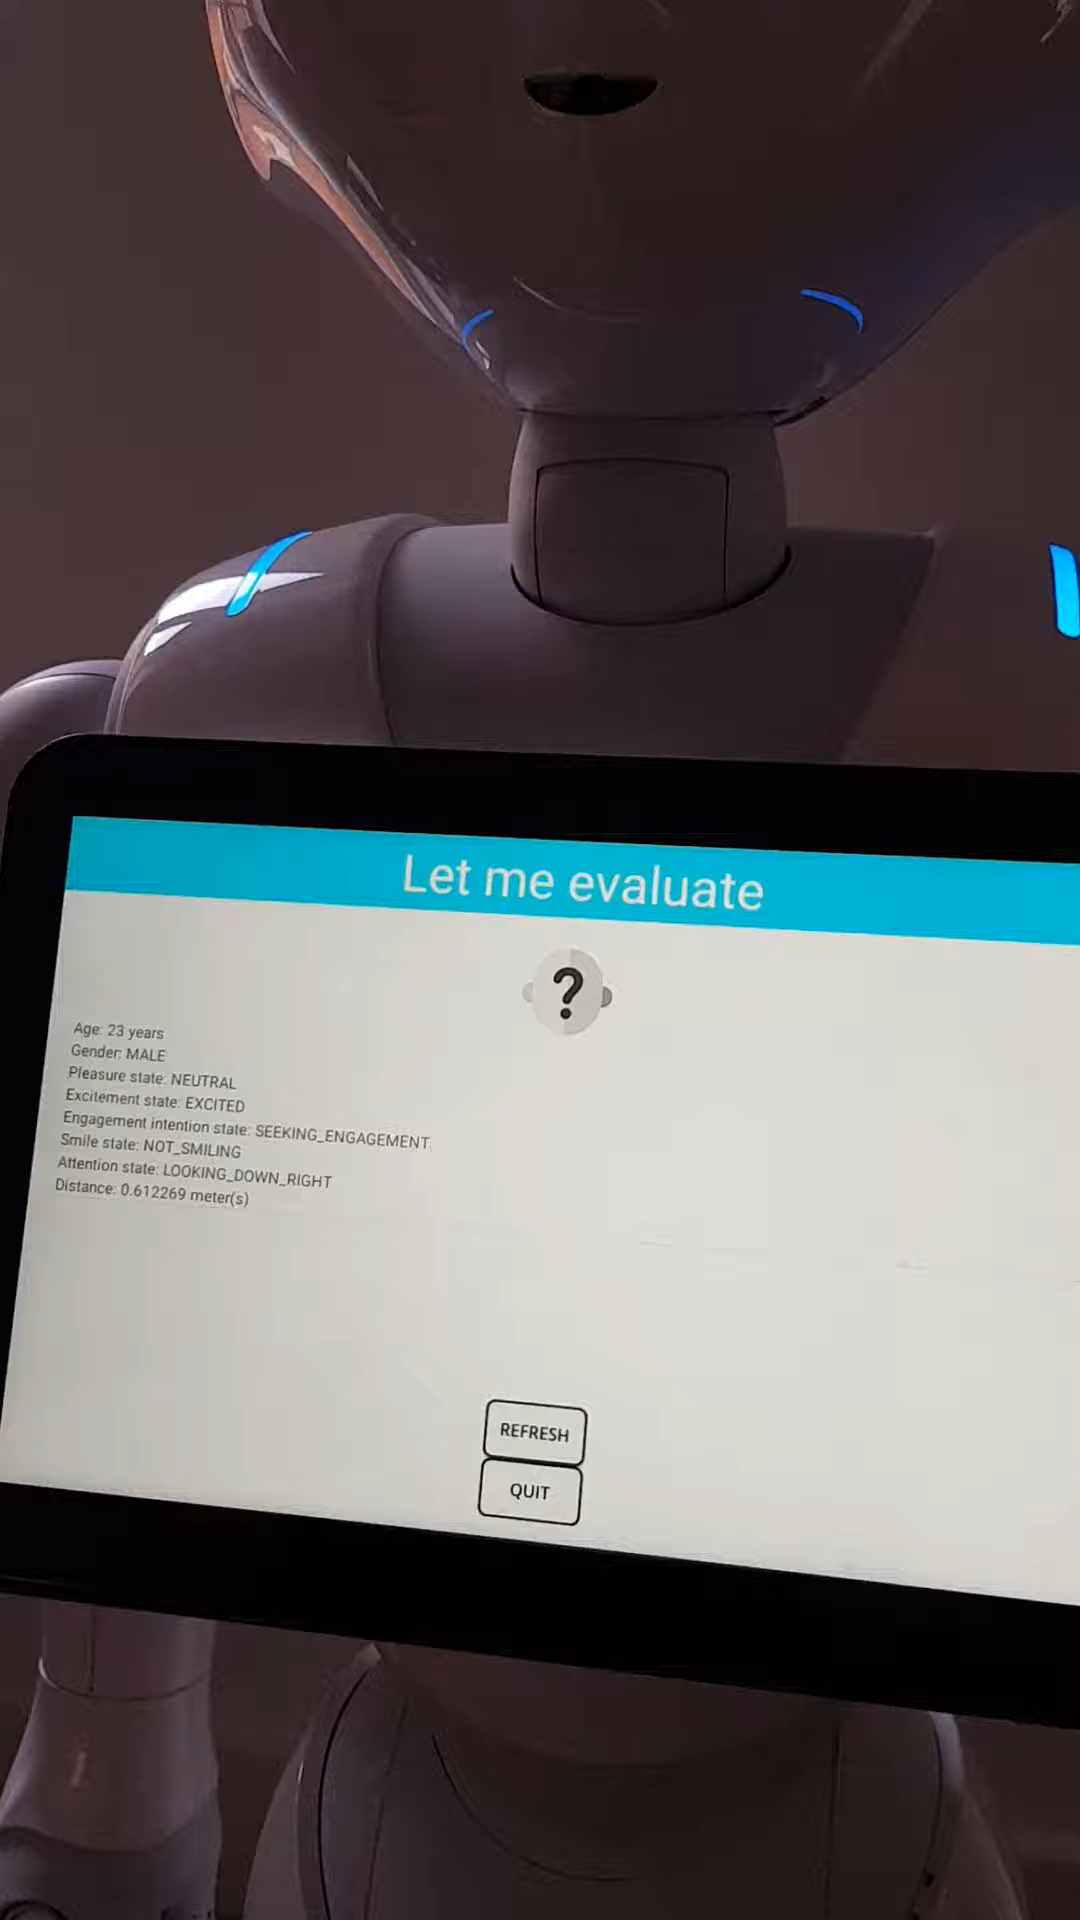 Let me evaluate
?
Age: 23 years
Gender: MALE
Pleasure state: NEUTRAL
Excitement state: EXCITED
Engagement intention state: SEEKING_ENGAGEMENT
Smile state: NOT_SMILING
Attention state: LOOKING_DOWN_RIGHT
Distance: 0.612269 meter(s)
REFRESH
QUIT